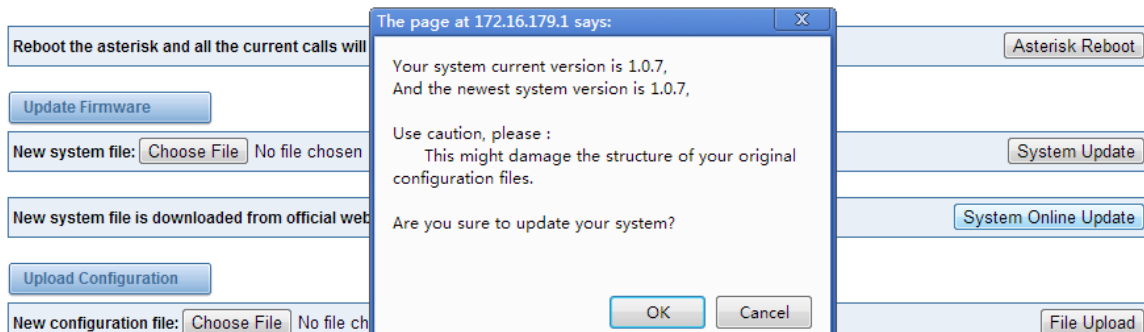 The page at 172.16.179.1 says:
Reboot the asterisk and all the current calls will
Asterisk Reboot
Your system current version is 1.0.7,
And the newest system version is 1.0.7,
Use caution, please :
This might damage the structure of your original
configuration files.
Are you sure to update your system?
OK
Cancel
Update Firmware
New system file: Choose File No file chosen
System Update
New system file is downloaded from official web
System Online Update
Upload Configuration
New configuration file: Choose File No file ch
File Upload